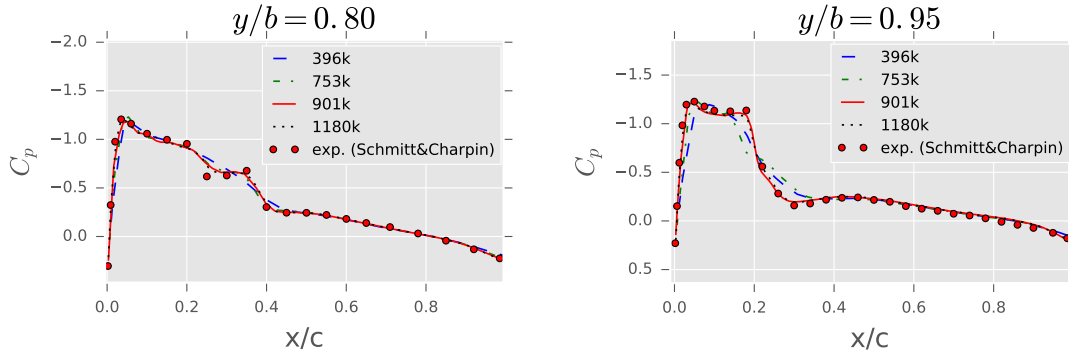 y/b = 0.80
−2.0
−1.5
−1.0
−0.5
0.0
C_p
396k
753k
901k
1180k
exp. (Schmitt&Charpin)
0.0 0.2 0.4 0.6 0.8
x/c
y/b = 0.95
−1.5
−1.0
−0.5
0.0
0.5
C_p
396k
753k
901k
1180k
exp. (Schmitt&Charpin)
0.0 0.2 0.4 0.6 0.8
x/c